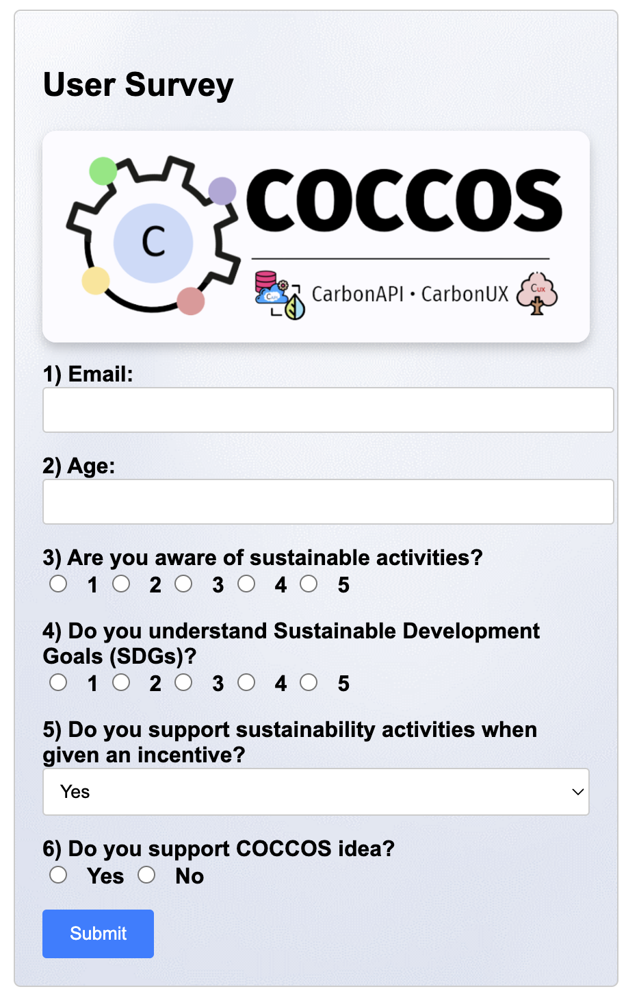 User Survey
C
COCCOS
CAPI
CarbonAPI • CarbonUX
CUX
1) Email:
2) Age:
3) Are you aware of sustainable activities?
1 2 3 4 5
4) Do you understand Sustainable Development
Goals (SDGs)?
1 2 3 4 5
5) Do you support sustainability activities when
given an incentive?
Yes
6) Do you support COCCOS idea?
Yes No
Submit